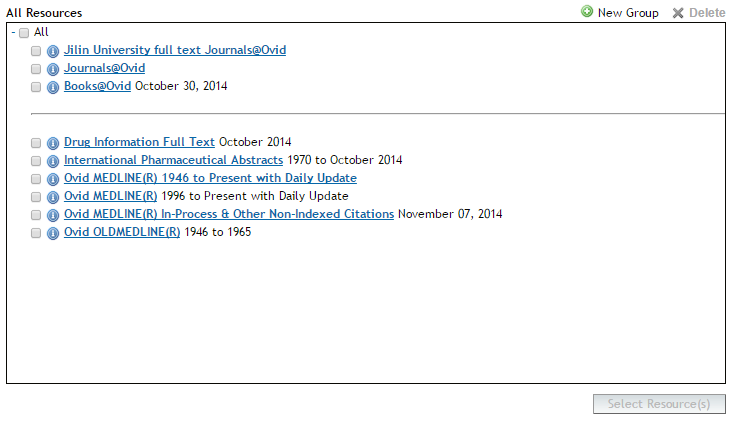 All Resources New Group Delete
- All
Jilin University full text Journals@Ovid
Journals@Ovid
Books@Ovid October 30, 2014
Drug Information Full Text October 2014
International Pharmaceutical Abstracts 1970 to October 2014
Ovid MEDLINE(R) 1946 to Present with Daily Update
Ovid MEDLINE(R) 1996 to Present with Daily Update
Ovid MEDLINE(R) In-Process & Other Non-Indexed Citations November 07, 2014
Ovid OLDMEDLINE(R) 1946 to 1965
Select Resource(s)